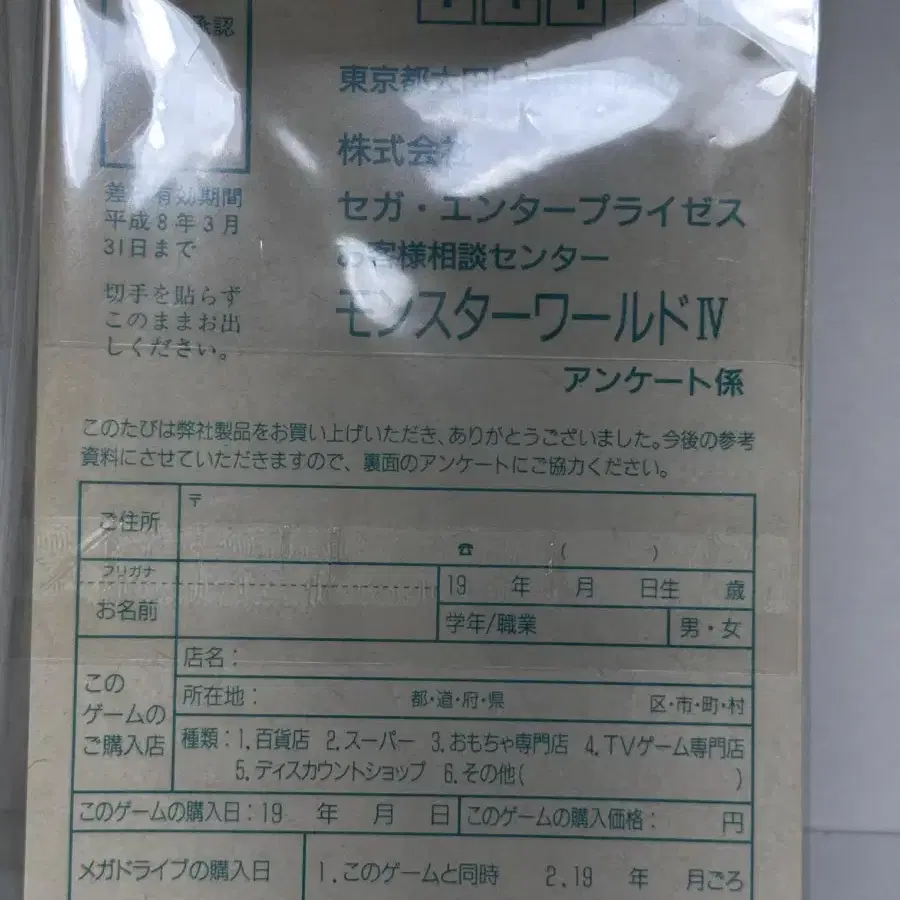 承認
東京都大田
株式会社
セガ・エンタープライゼス
お客様相談センター
モンスターワールドⅣ
アンケート係
差 有効期間
平成8年3月
31日まで
切手を貼らず
このままお出
しください。
このたびは弊社製品をお買い上げいただき、ありがとうございました。今後の参考
資料にさせていただきますので、裏面のアンケートにご協力ください。
ご住所
〒
☎ ( )
フリガナ
お名前
19 年 月 日生 歳
学年/職業
男・女
この
ゲームの
ご購入店
店名:
所在地: 都・道・府・県 区・市・町・村
種類:1.百貨店 2.スーパー 3.おもちゃ専門店 4.TVゲーム専門店
5.ディスカウントショップ 6.その他( )
このゲームの購入日:19 年 月 日
このゲームの購入価格: 円
メガドライブの購入日
1.このゲームと同時 2.19 年 月ごろ